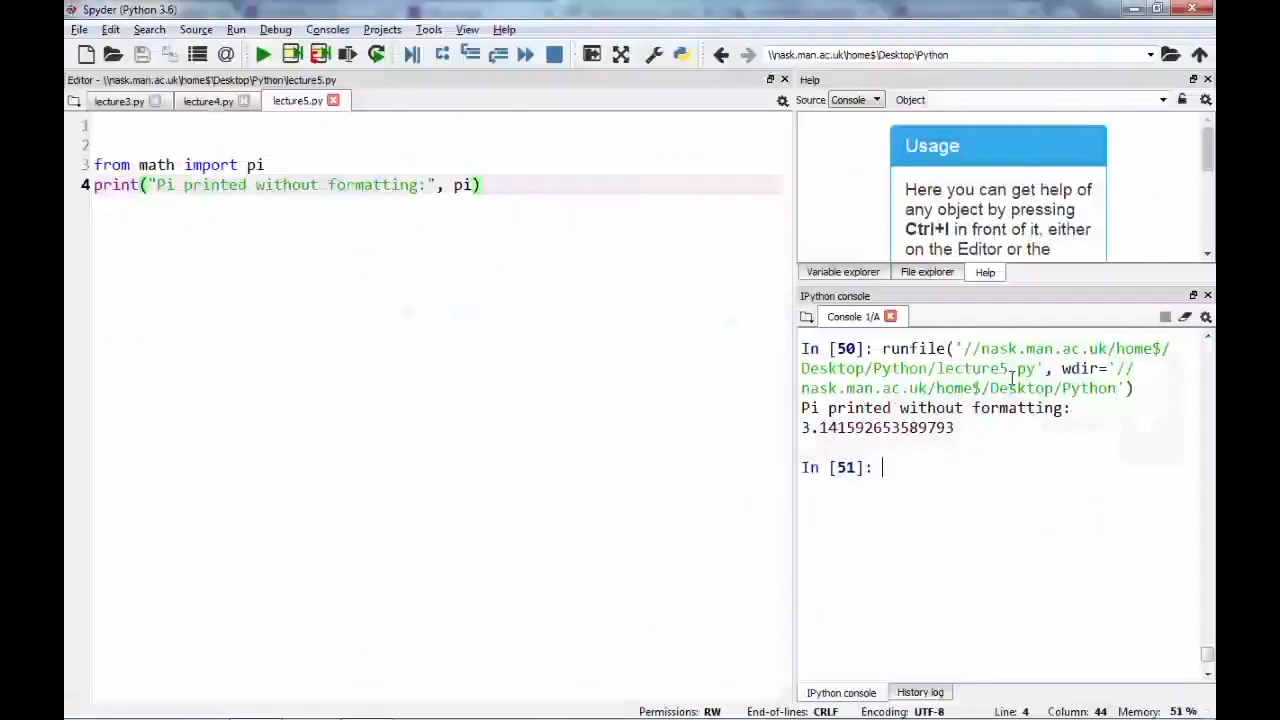 Spyder (Python 3.6)
File Edit Search Source Run Debug Consoles Projects Tools View Help
\\nask.man.ac.uk\home$\Desktop\Python
Editor - \\nask.man.ac.uk\home$\Desktop\Python\lecture5.py
Help
lecture3.py lecture4.py lecture5.py
Source Console Object
1
2
3 from math import pi
4 print("Pi printed without formatting:", pi)
Usage
Here you can get help of
any object by pressing
Ctrl+I in front of it, either
on the Editor or the
Variable explorer File explorer Help
IPython console
Console 1/A
In [50]: runfile('//nask.man.ac.uk/home$/
Desktop/Python/lecture5.py', wdir='//
nask.man.ac.uk/home$/Desktop/Python')
Pi printed without formatting:
3.141592653589793
In [51]:
IPython console History log
Permissions: RW End-of-lines: CRLF Encoding: UTF-8 Line: 4 Column: 44 Memory: 51 %